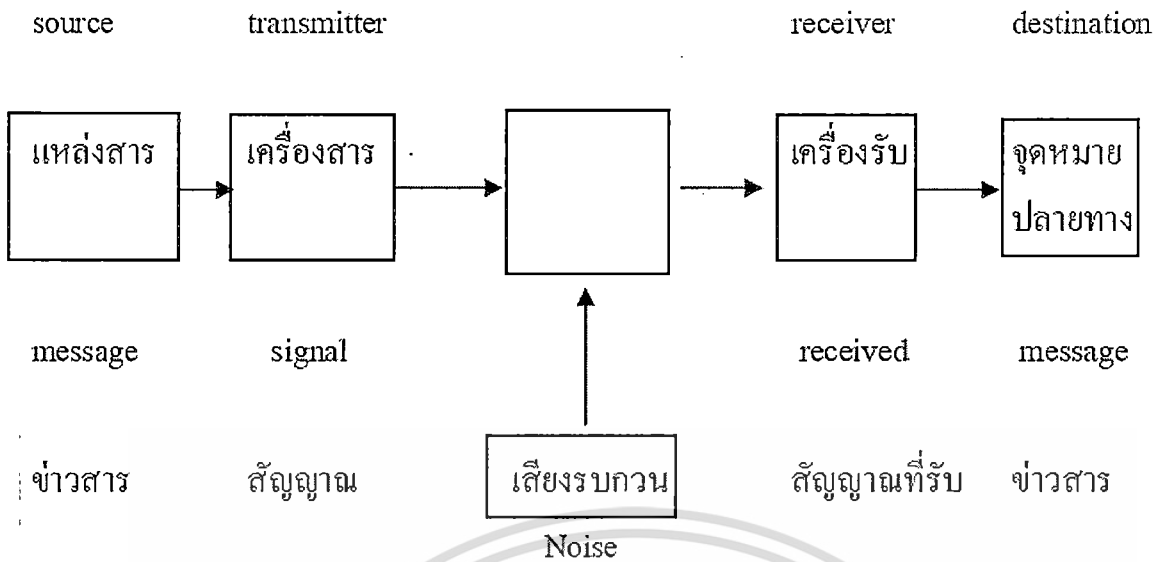 source transmitter receiver destination
แหล่งสาร เครื่องสาร เครื่องรับ จุดหมาย
ปลายทาง
message signal received message
ข่าวสาร สัญญาณ เสียงรบกวน สัญญาณที่รับ ข่าวสาร
Noise